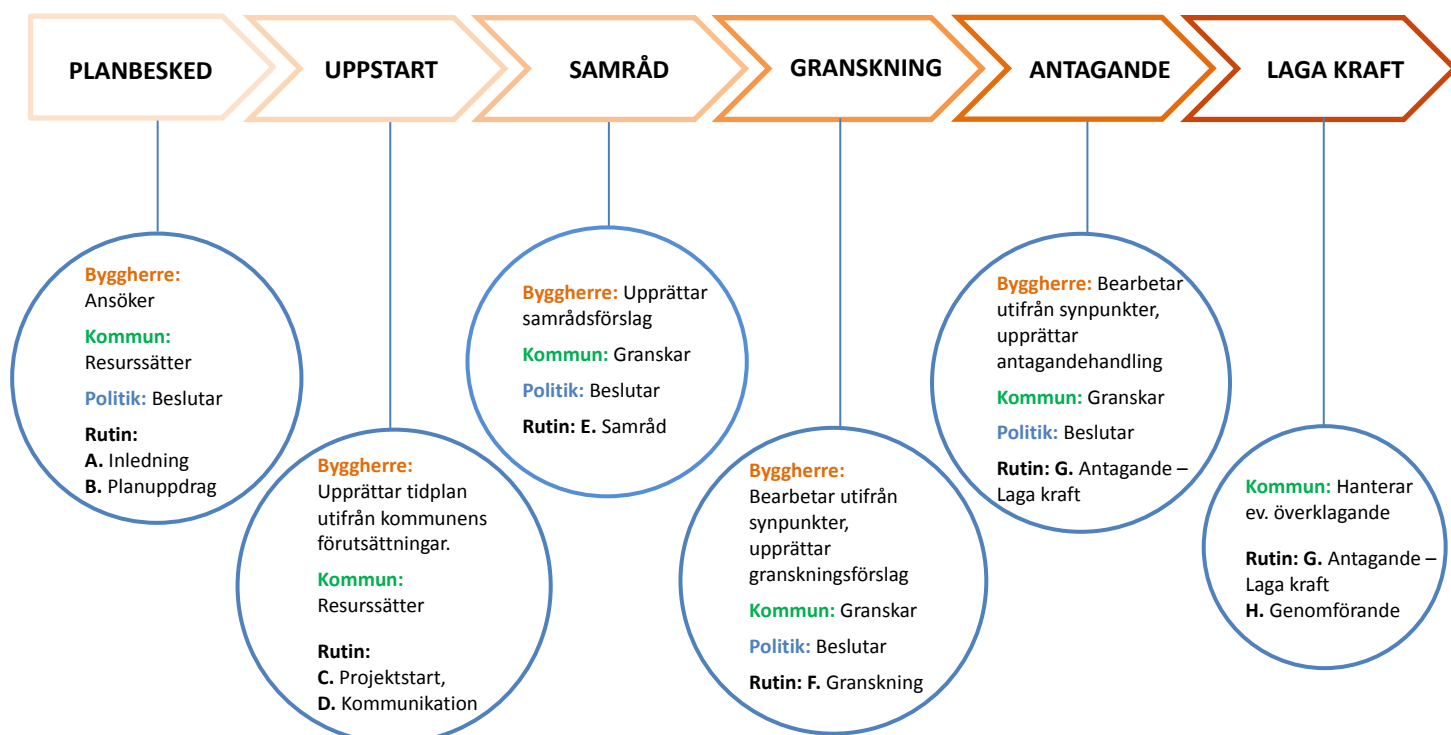 PLANBESKED
UPPSTART
SAMRÅD
GRANSKNING
ANTAGANDE
LAGA KRAFT
Byggherre:
Ansöker
Kommun:
Resurssätter
Politik: Beslutar
Rutin:
A. Inledning
B. Planuppdrag
Byggherre:
Upprättar tidplan
utifrån kommunens
förutsättningar.
Kommun:
Resurssätter
Rutin:
C. Projektstart,
D. Kommunikation
Byggherre: Upprättar
samrådsförslag
Kommun: Granskar
Politik: Beslutar
Rutin: E. Samråd
Byggherre:
Bearbetar utifrån
synpunkter,
upprättar
granskningsförslag
Kommun: Granskar
Politik: Beslutar
Rutin: F. Granskning
Byggherre: Bearbetar
utifrån synpunkter,
upprättar
antagandehandling
Kommun: Granskar
Politik: Beslutar
Rutin: G. Antagande –
Laga kraft
Kommun: Hanterar
ev. överklagande
Rutin: G. Antagande –
Laga kraft
H. Genomförande